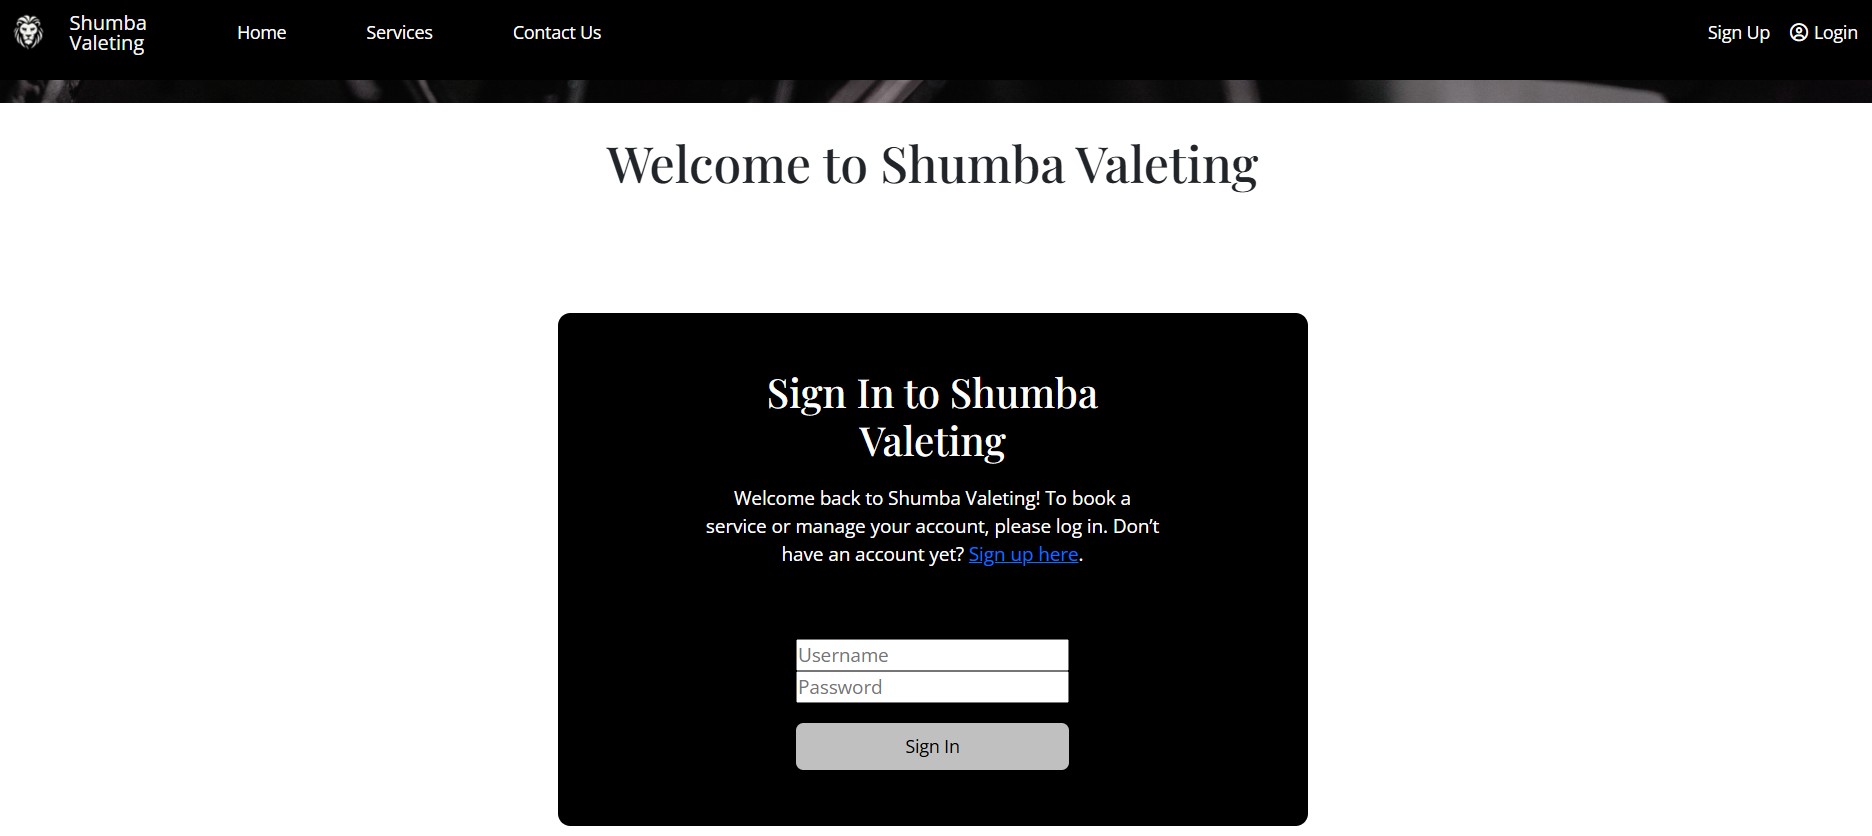 Shumba
Valeting
Home
Services
Contact Us
Sign Up
Login
Welcome to Shumba Valeting
Sign In to Shumba
Valeting
Welcome back to Shumba Valeting! To book a
service or manage your account, please log in. Don’t
have an account yet? Sign up here.
Username
Password
Sign In